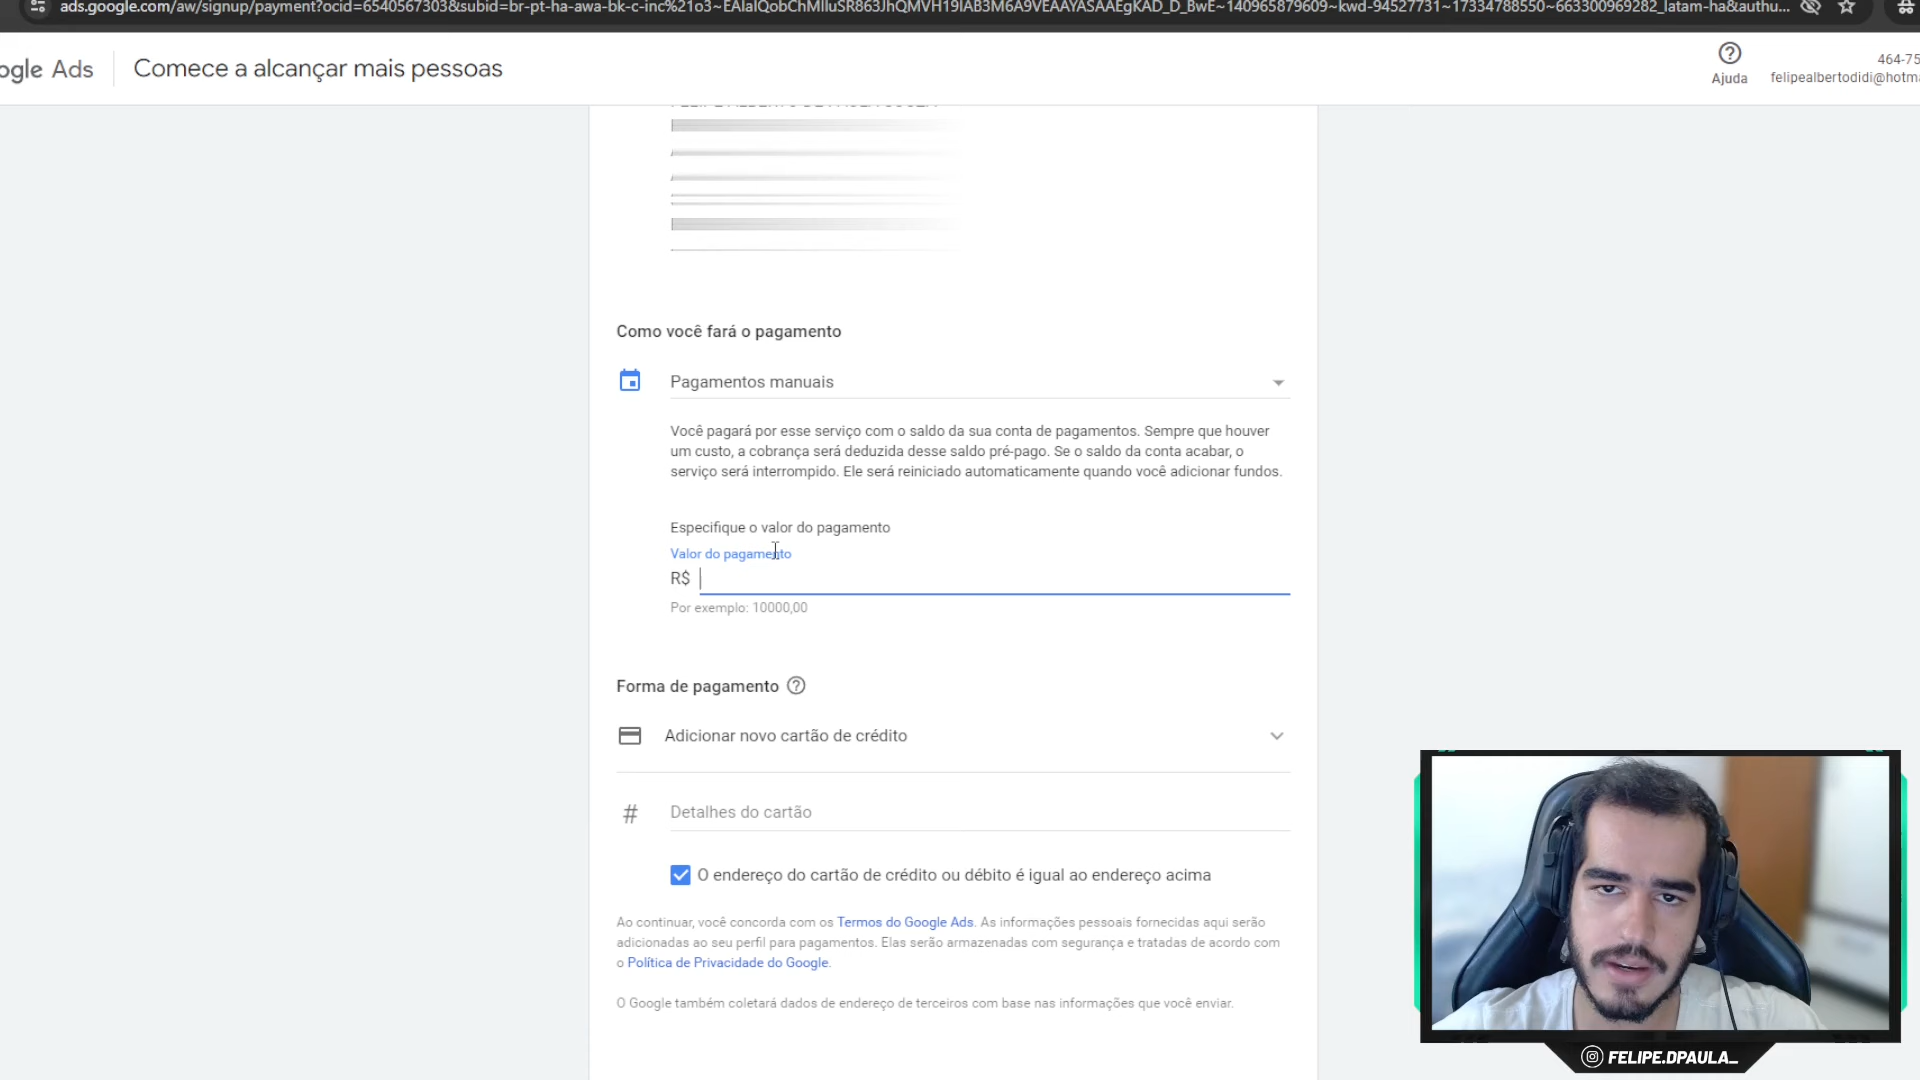 ads.google.com/aw/signup/payment?ocid=6540567303&subid=br-pt-ha-awa-bk-c-inc%21o3~EAIaIQobChMIIuSR863JhQMVH19IAB3M6A9VEAAYASAAEgKAD_D_BwE~140965879609~kwd-94527731~17334788550~663300969282_latam-ha&authu...
ogle Ads
Comece a alcançar mais pessoas
Ajuda
464-75
felipealbertodidi@hotma
Como você fará o pagamento
Pagamentos manuais
Você pagará por esse serviço com o saldo da sua conta de pagamentos. Sempre que houver
um custo, a cobrança será deduzida desse saldo pré-pago. Se o saldo da conta acabar, o
serviço será interrompido. Ele será reiniciado automaticamente quando você adicionar fundos.
Especifique o valor do pagamento
Valor do pagamento
R$
Por exemplo: 10000,00
Forma de pagamento
Adicionar novo cartão de crédito
# Detalhes do cartão
O endereço do cartão de crédito ou débito é igual ao endereço acima
Ao continuar, você concorda com os Termos do Google Ads. As informações pessoais fornecidas aqui serão
adicionadas ao seu perfil para pagamentos. Elas serão armazenadas com segurança e tratadas de acordo com
o Política de Privacidade do Google.
O Google também coletará dados de endereço de terceiros com base nas informações que você enviar.
FELIPE.DPAULA_